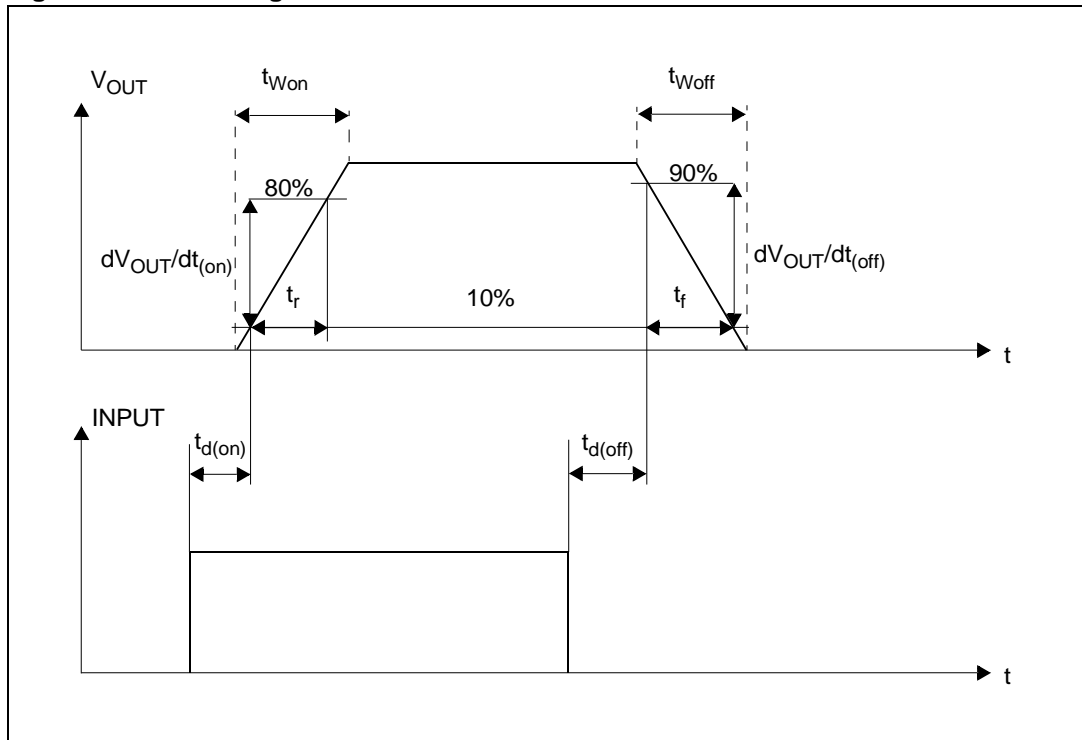 V_OUT
t_Won
t_Woff
80%
90%
dV_OUT/dt_(on)
dV_OUT/dt_(off)
t_r
10%
t_f
t
INPUT
t_d(on)
t_d(off)
t